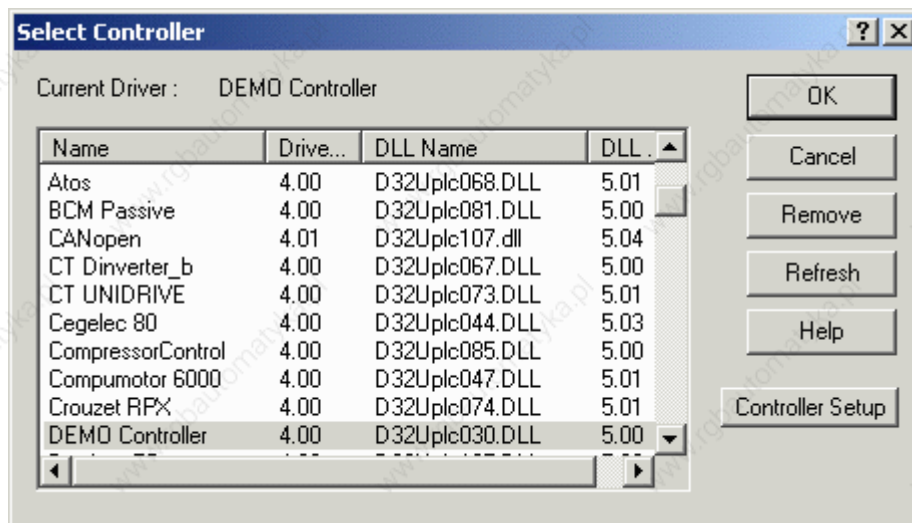 Select Controller
Current Driver : DEMO Controller
OK
Cancel
Remove
Refresh
Help
Controller Setup
Name Drive... DLL Name DLL .
Atos 4.00 D32Uplc068.DLL 5.01
BCM Passive 4.00 D32Uplc081.DLL 5.00
CANopen 4.01 D32Uplc107.dll 5.04
CT Dinverter_b 4.00 D32Uplc067.DLL 5.00
CT UNIDRIVE 4.00 D32Uplc073.DLL 5.01
Cegelec 80 4.00 D32Uplc044.DLL 5.03
CompressorControl 4.00 D32Uplc085.DLL 5.00
Compumotor 6000 4.00 D32Uplc047.DLL 5.01
Crouzet RPX 4.00 D32Uplc074.DLL 5.01
DEMO Controller 4.00 D32Uplc030.DLL 5.00
www.rgbautomatyka.pl